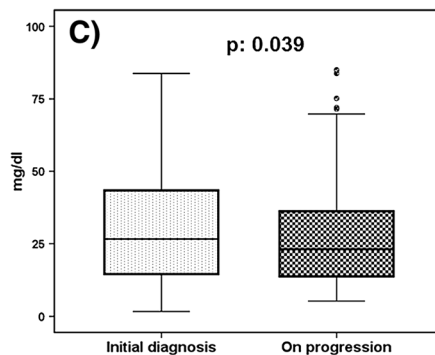 C)
p: 0.039
100
75
50
25
0
mg/dl
Initial diagnosis
On progression